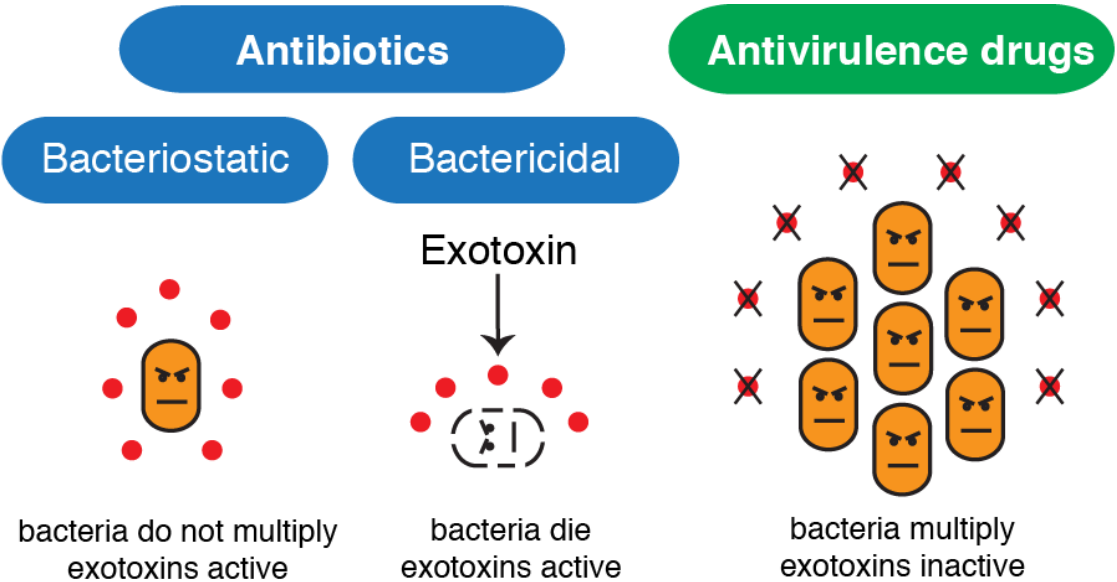 Antibiotics
Antivirulence drugs
Bacteriostatic
Bactericidal
Exotoxin
bacteria do not multiply
exotoxins active
bacteria die
exotoxins active
bacteria multiply
exotoxins inactive